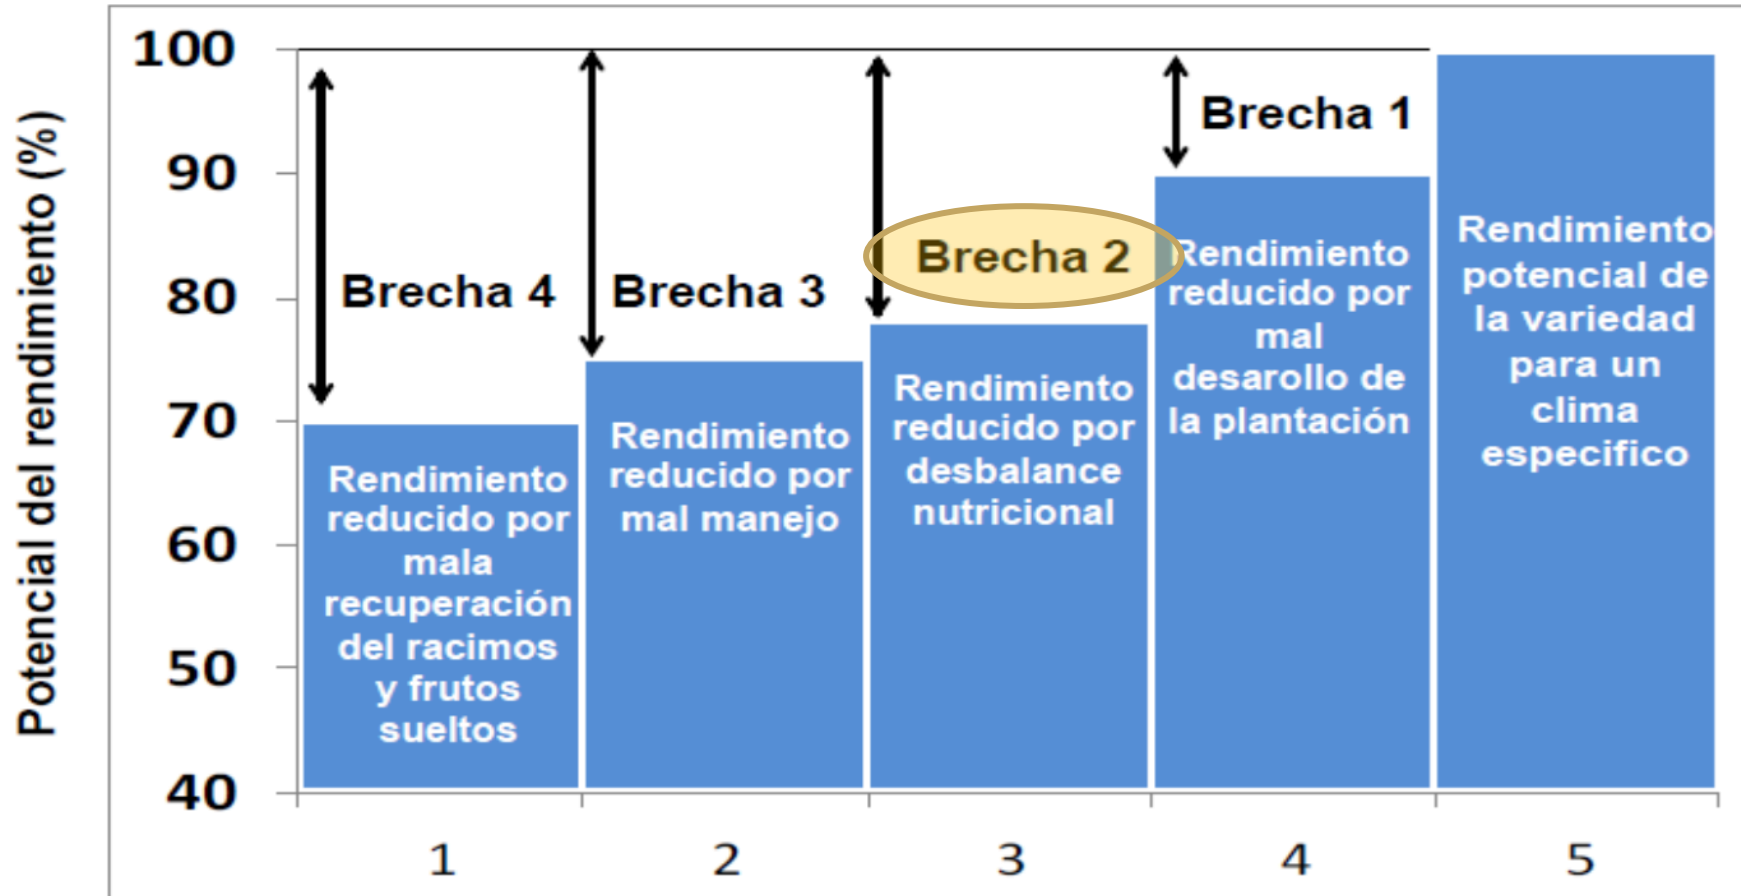 Potencial del rendimiento (%)
100
90
80
70
60
50
40
Brecha 4
Brecha 3
Brecha 2
Brecha 1
Rendimiento
reducido por
mala
recuperación
del racimos
y frutos
sueltos
Rendimiento
reducido por
mal manejo
Rendimiento
reducido por
desbalance
nutricional
Rendimiento
reducido por
mal
desarollo de
la plantación
Rendimiento
potencial de
la variedad
para un
clima
especifico
1
2
3
4
5